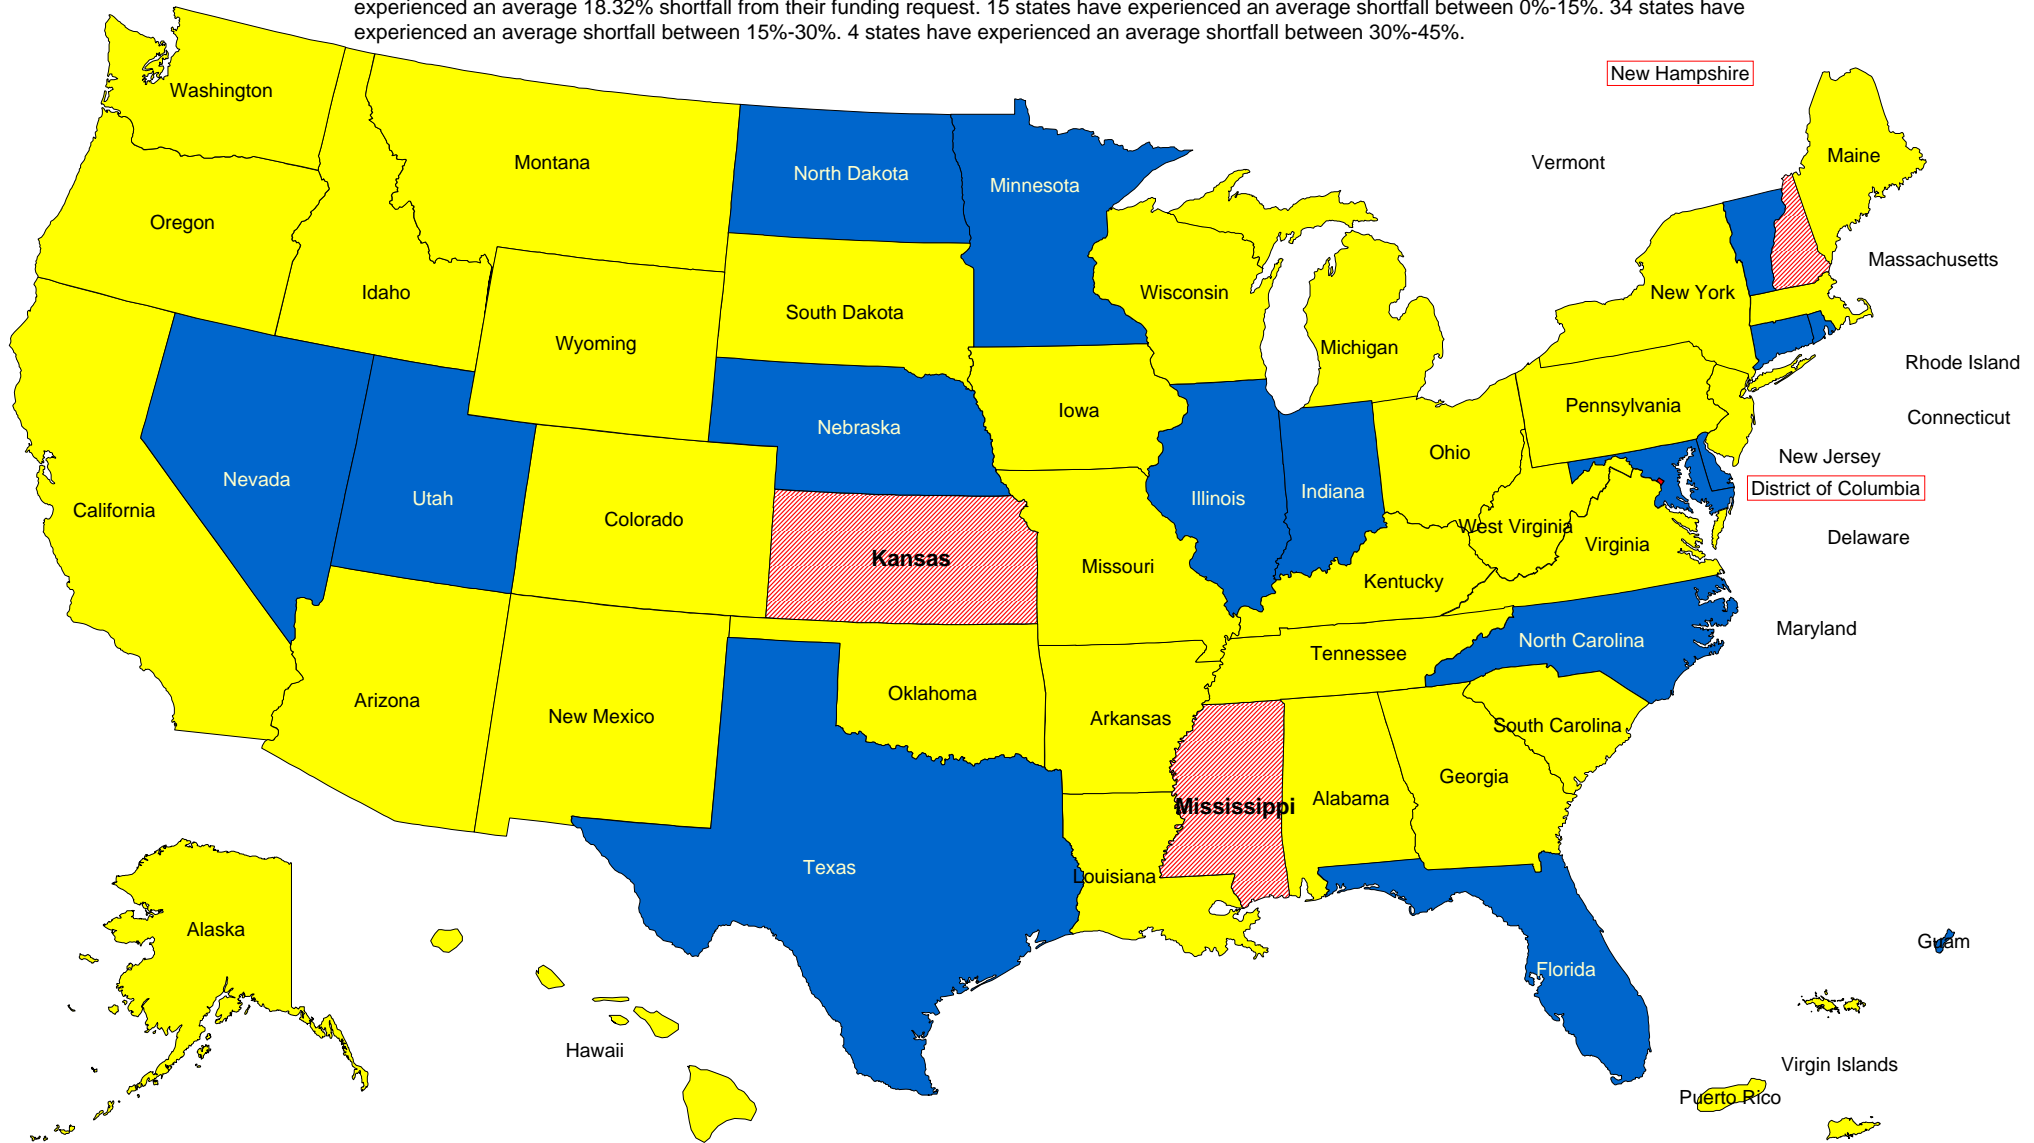 experienced an average 18.32% shortfall from their funding request. 15 states have experienced an average shortfall between 0%-15%. 34 states have
experienced an average shortfall between 15%-30%. 4 states have experienced an average shortfall between 30%-45%.
New Hampshire
Washington
Maine
Vermont
Montana
North Dakota
Minnesota
Oregon
Massachusetts
Idaho
Wisconsin
New York
South Dakota
Wyoming
Michigan
Rhode Island
Iowa
Pennsylvania
Connecticut
Nebraska
Ohio
New Jersey
Nevada
Utah
Illinois
Indiana
District of Columbia
California
Colorado
West Virginia
Delaware
Virginia
Kansas
Missouri
Kentucky
Maryland
North Carolina
Tennessee
Arizona
Oklahoma
New Mexico
Arkansas
South Carolina
Georgia
Alabama
Mississippi
Texas
Louisiana
Alaska
Guam
Florida
Hawaii
Virgin Islands
Puerto Rico